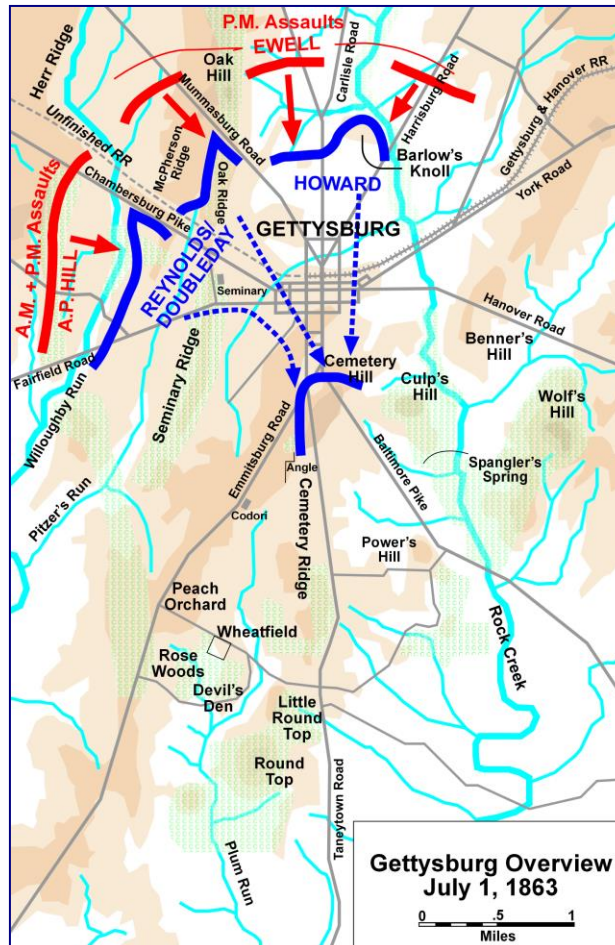 P.M. Assaults
EWELL
Oak
Hill
Carlisle Road
Harrisburg Road
Herr Ridge
Mummasburg Road
Gettysburg & Hanover RR
Unfinished RR
McPherson
Ridge
Barlow's
Knoll
York Road
Chambersburg Pike
Oak Ridge
HOWARD
A.M. + P.M. Assaults
A.P. HILL
REYNOLDS/
DOUBLEDAY
GETTYSBURG
Seminary
Hanover Road
Benner's
Hill
Fairfield Road
Cemetery
Hill
Culp's
Hill
Wolf's
Hill
Willoughby Run
Seminary Ridge
Emmitsburg Road
Baltimore Pike
Spangler's
Spring
Angle
Pitzer's Run
Codori
Cemetery Ridge
Power's
Hill
Peach
Orchard
Wheatfield
Rock Creek
Rose
Woods
Devil's
Den
Little
Round
Top
Round
Top
Taneytown Road
Plum Run
Gettysburg Overview
July 1, 1863
0 .5 1
Miles